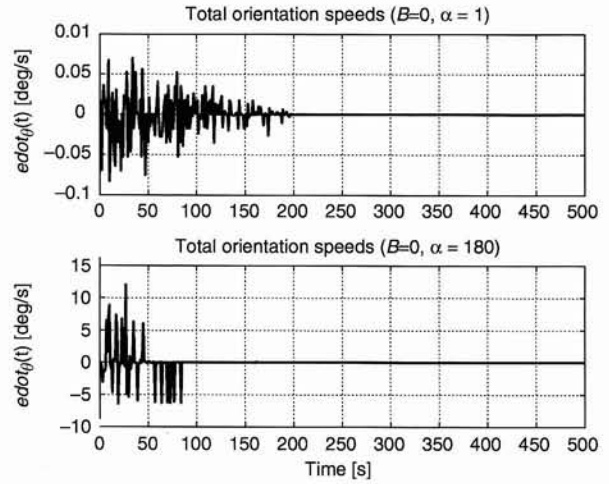 Total orientation speeds (B=0, α = 1)
0.01
0.05
0
−0.05
−0.1
edotθ(t) [deg/s]
0 50 100 150 200 250 300 350 400 450 500
Total orientation speeds (B=0, α = 180)
15
10
5
0
−5
−10
edotθ(t) [deg/s]
0 50 100 150 200 250 300 350 400 450 500
Time [s]